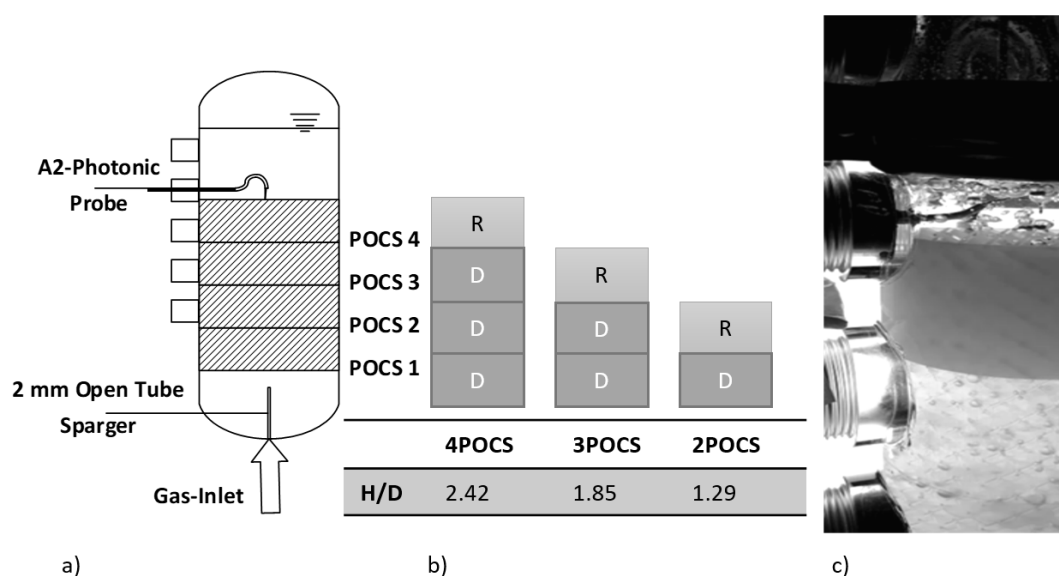 A2-Photonic
Probe
2 mm Open Tube
Sparger
Gas-Inlet
a)
POCS 4
POCS 3
POCS 2
POCS 1
R
D
D
D
R
D
D
R
D
4POCS 3POCS 2POCS
H/D 2.42 1.85 1.29
b)
c)